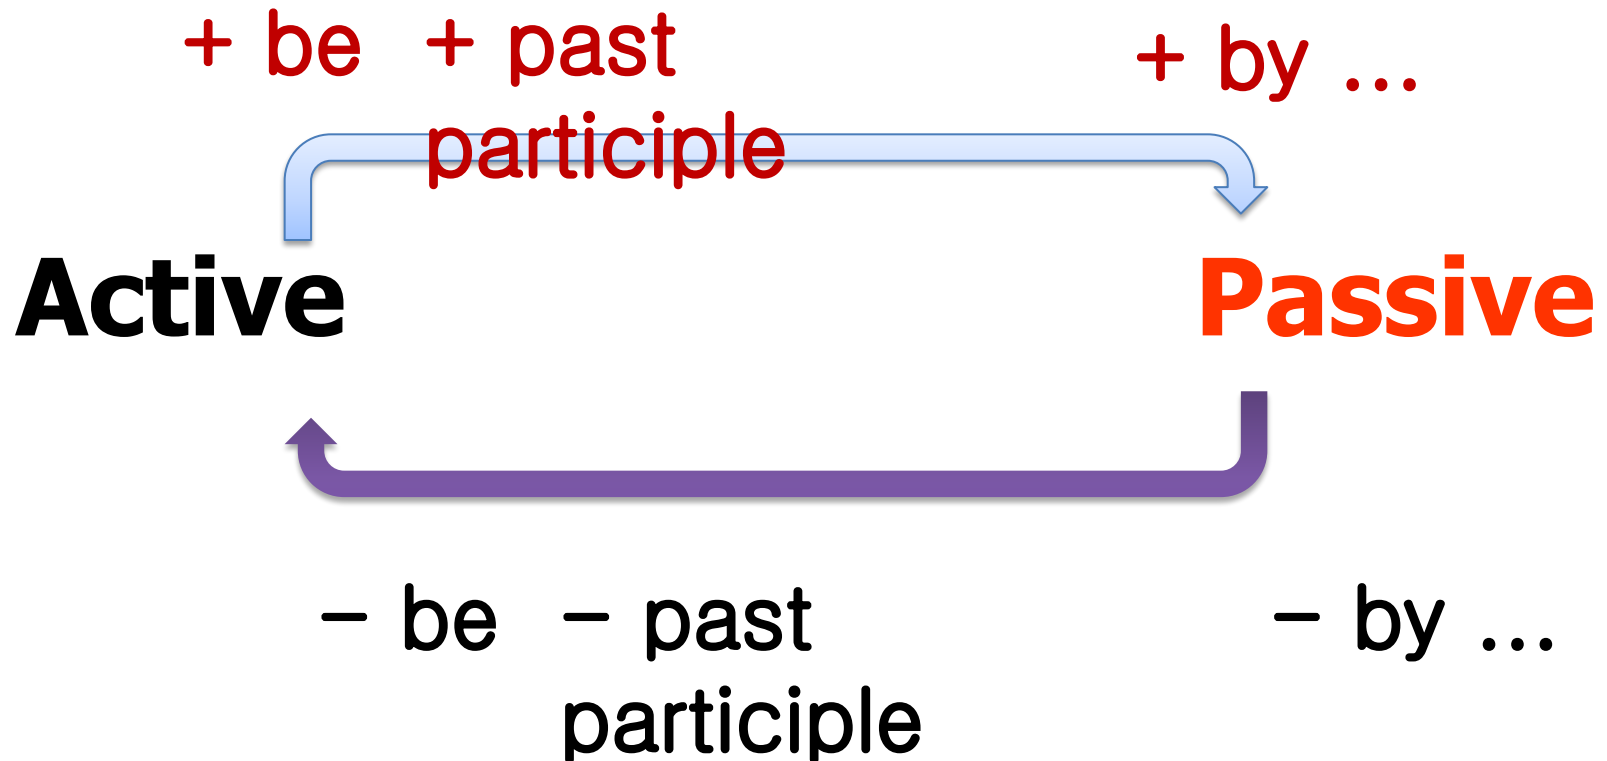 + be + past + by ...
participle
Active Passive
– be – past – by ...
participle